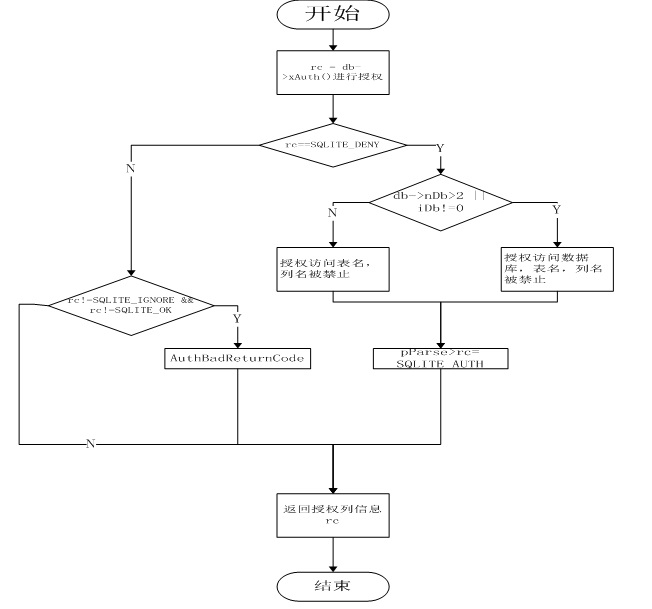 开始
rc = db-
>xAuth()进行授权
rc==SQLITE_DENY
N
Y
db->nDb>2 ||
iDb!=0
N
Y
授权访问表名，
列名被禁止
授权访问数据
库，表名，列名
被禁止
rc!=SQLITE_IGNORE &&
rc!=SQLITE_OK
Y
AuthBadReturnCode
pParse>rc=
SQLITE_AUTH
N
返回授权列信息
rc
结束